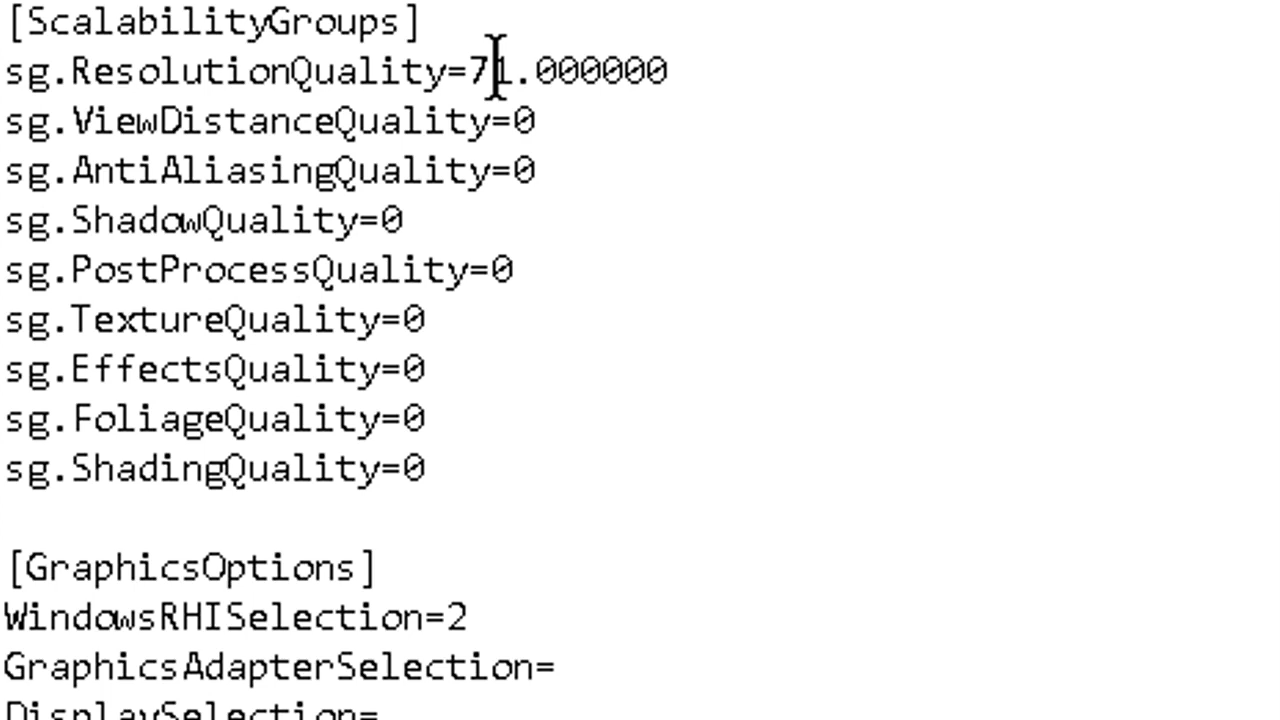 [ScalabilityGroups]
sg.ResolutionQuality=71.000000
sg.ViewDistanceQuality=0
sg.AntiAliasingQuality=0
sg.ShadowQuality=0
sg.PostProcessQuality=0
sg.TextureQuality=0
sg.EffectsQuality=0
sg.FoliageQuality=0
sg.ShadingQuality=0
[GraphicsOptions]
WindowsRHISelection=2
GraphicsAdapterSelection=
DisplaySelection=